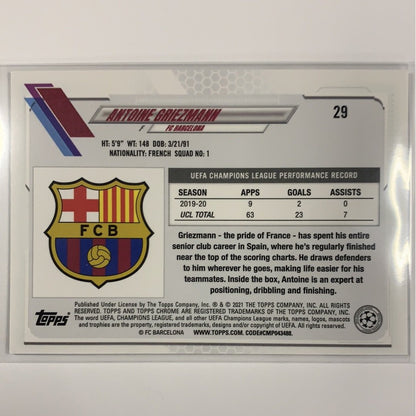 ANTOINE GRIEZMANN
29
F FC BARCELONA
HT: 5'9" WT: 148 DOB: 3/21/91
NATIONALITY: FRENCH SQUAD NO: 1
UEFA CHAMPIONS LEAGUE PERFORMANCE RECORD
SEASON APPS GOALS ASSISTS
2019-20 9 2 0
UCL TOTAL 63 23 7
FCB
Griezmann - the pride of France - has spent his entire
senior club career in Spain, where he's regularly finished
near the top of the scoring charts. He draws defenders
to him wherever he goes, making life easier for his
teammates. Inside the box, Antoine is an expert at
positioning, dribbling and finishing.
Topps
Published Under License by The Topps Company, Inc. ® & © 2021 THE TOPPS COMPANY, INC. ALL
RIGHTS RESERVED. TOPPS AND TOPPS CHROME ARE REGISTERED TRADEMARKS OF THE TOPPS COMPANY, INC.
The word UEFA, CHAMPIONS LEAGUE, and all other UEFA Champions League marks, names, logos, mascots
and trophies are the property, registered trademarks, designs and/or copyright of UEFA. All rights reserved.
© FC BARCELONA WWW.TOPPS.COM. CODE#CMP043488.